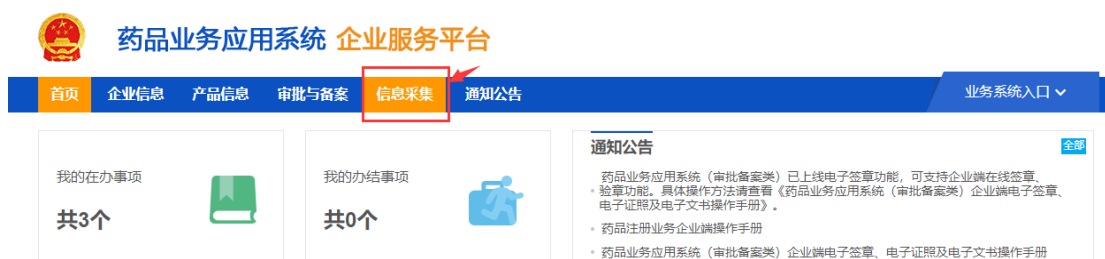 药品业务应用系统 企业服务平台
首页 企业信息 产品信息 审批与备案 信息采集 通知公告 业务系统入口
我的在办事项
共3个
我的办结事项
共0个
通知公告 全部
药品业务应用系统（审批备案类）已上线电子签章功能，可支持企业端在线签章、
验章功能。具体操作方法请查看《药品业务应用系统（审批备案类）企业端电子签章、
电子证照及电子文书操作手册》。
药品注册业务企业端操作手册
药品业务应用系统（审批备案类）企业端电子签章、电子证照及电子文书操作手册